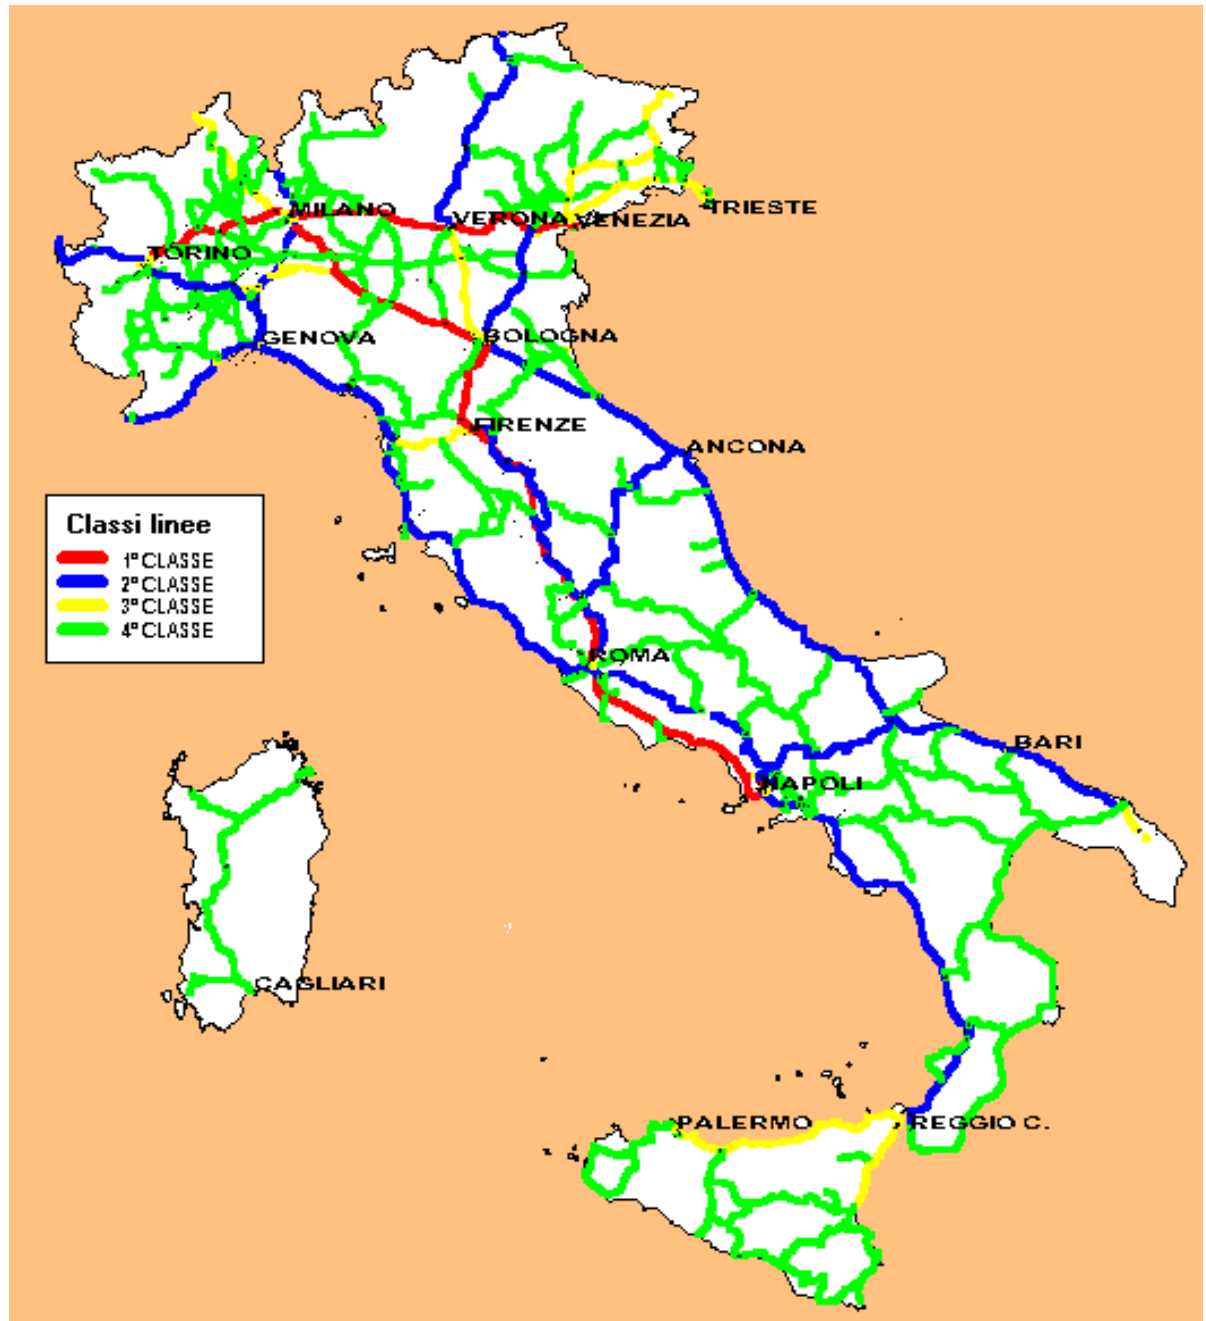 MILANO
VERONA
VENEZIA
TRIESTE
TORINO
GENOVA
BOLOGNA
FIRENZE
ANCONA
Classi linee
1ª CLASSE
2ª CLASSE
3ª CLASSE
4ª CLASSE
ROMA
BARI
NAPOLI
CAGLIARI
PALERMO
REGGIO C.